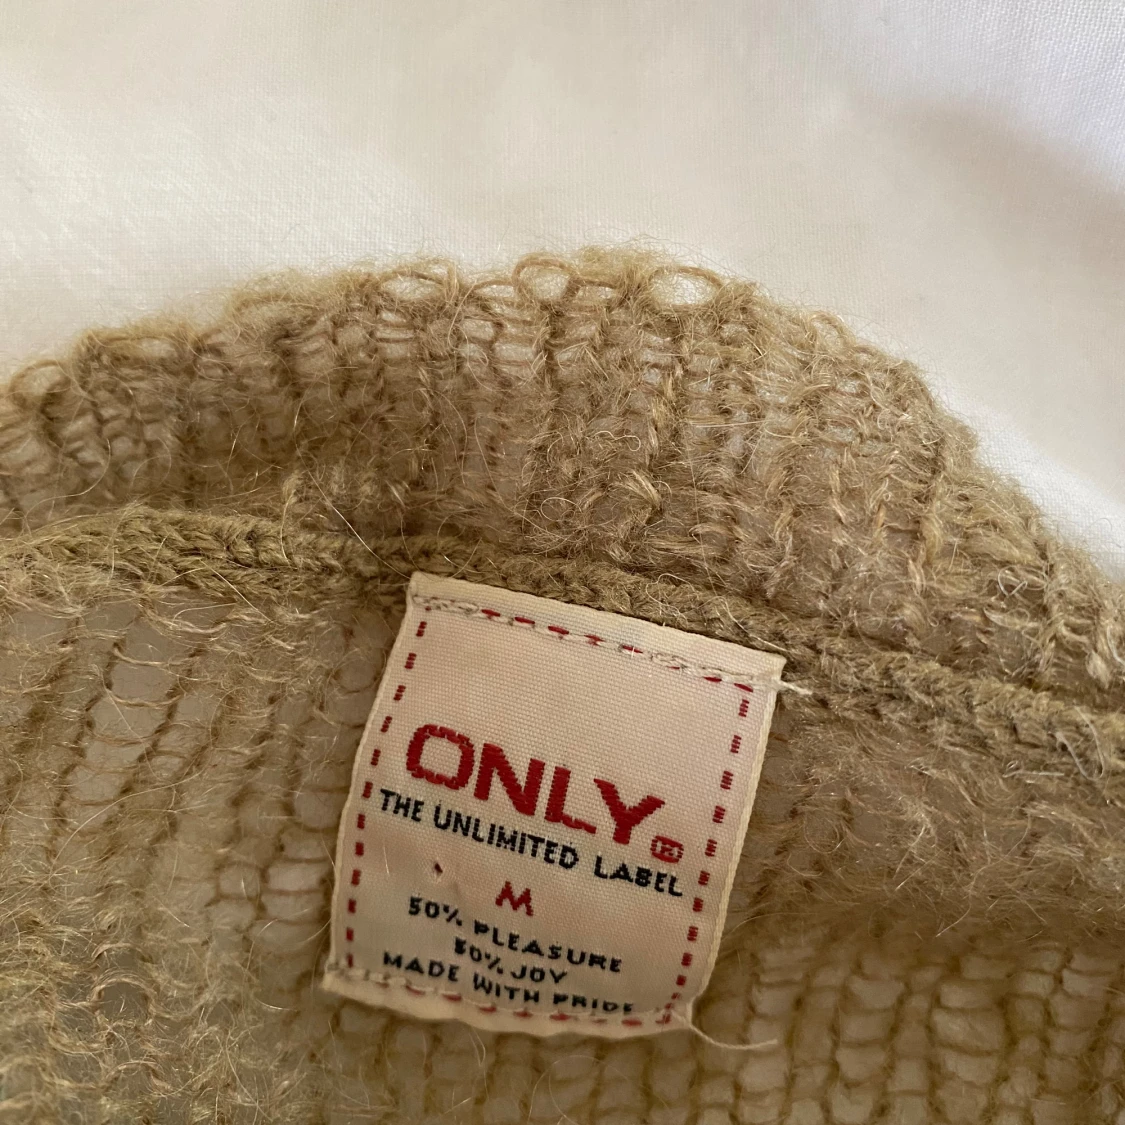 ONLY®
THE UNLIMITED LABEL
M
50% PLEASURE
50% JOY
MADE WITH PRIDE